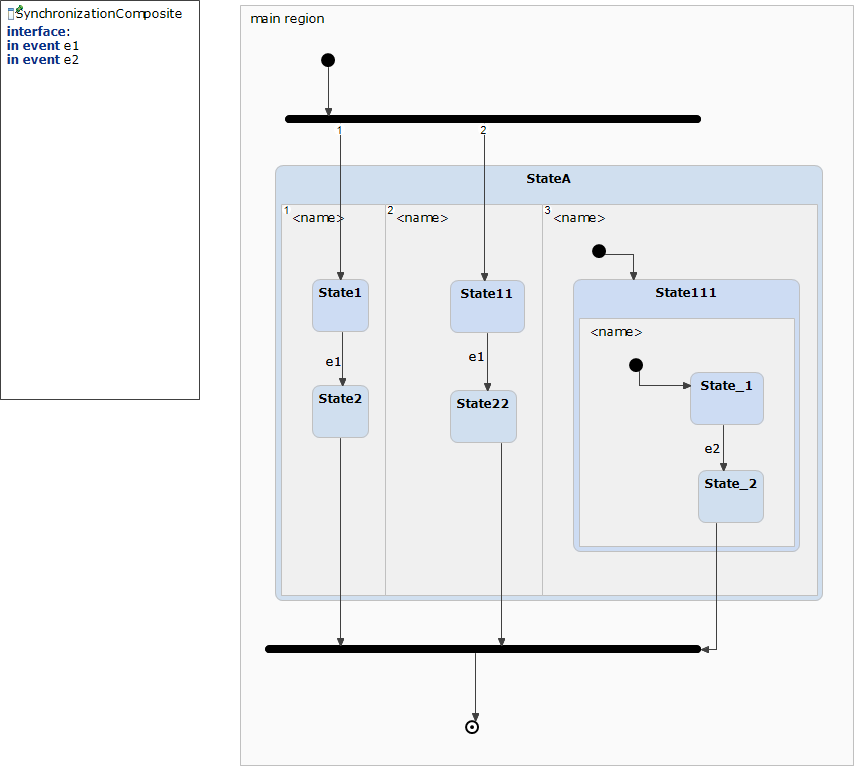 SynchronizationComposite
interface:
in event e1
in event e2
main region
1
2
StateA
1
<name>
2
<name>
3
<name>
State1
State11
State111
<name>
e1
e1
State2
State22
State_1
e2
State_2